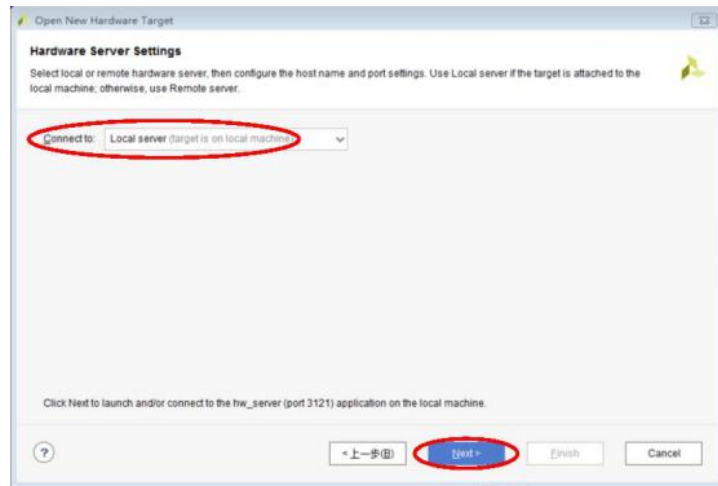 Open New Hardware Target
Hardware Server Settings
Select local or remote hardware server, then configure the host name and port settings. Use Local server if the target is attached to the
local machine; otherwise, use Remote server.
Connect to: Local server (target is on local machine)
Click Next to launch and/or connect to the hw_server (port 3121) application on the local machine.
? <上一步(B) Next > Finish Cancel